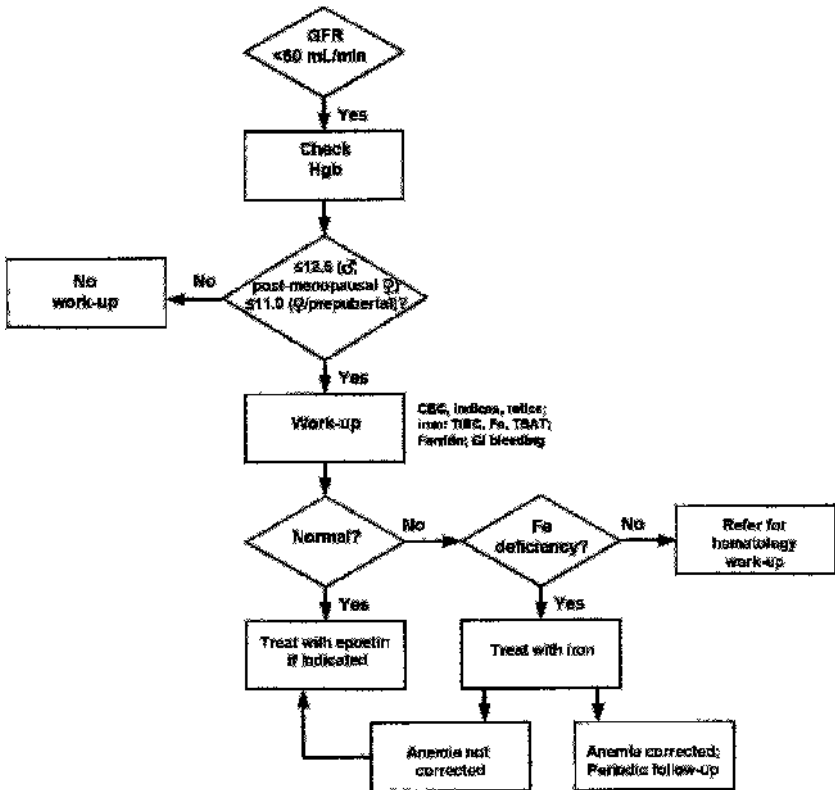 GFR
<60 mL/min
Yes
Check
Hgb
≤12.5 (♂,
post-menopausal ♀)
≤11.0 (♀/prepubertal)?
No
No
work-up
Yes
Work-up
CBC, indices, retics;
iron: TIBC, Fe, TSAT;
Ferritin; GI bleeding
Normal?
No
Fe
deficiency?
No
Refer for
hematology
work-up
Yes
Yes
Treat with epoetin
if indicated
Treat with iron
Anemia not
corrected
Anemia corrected;
Periodic follow-up